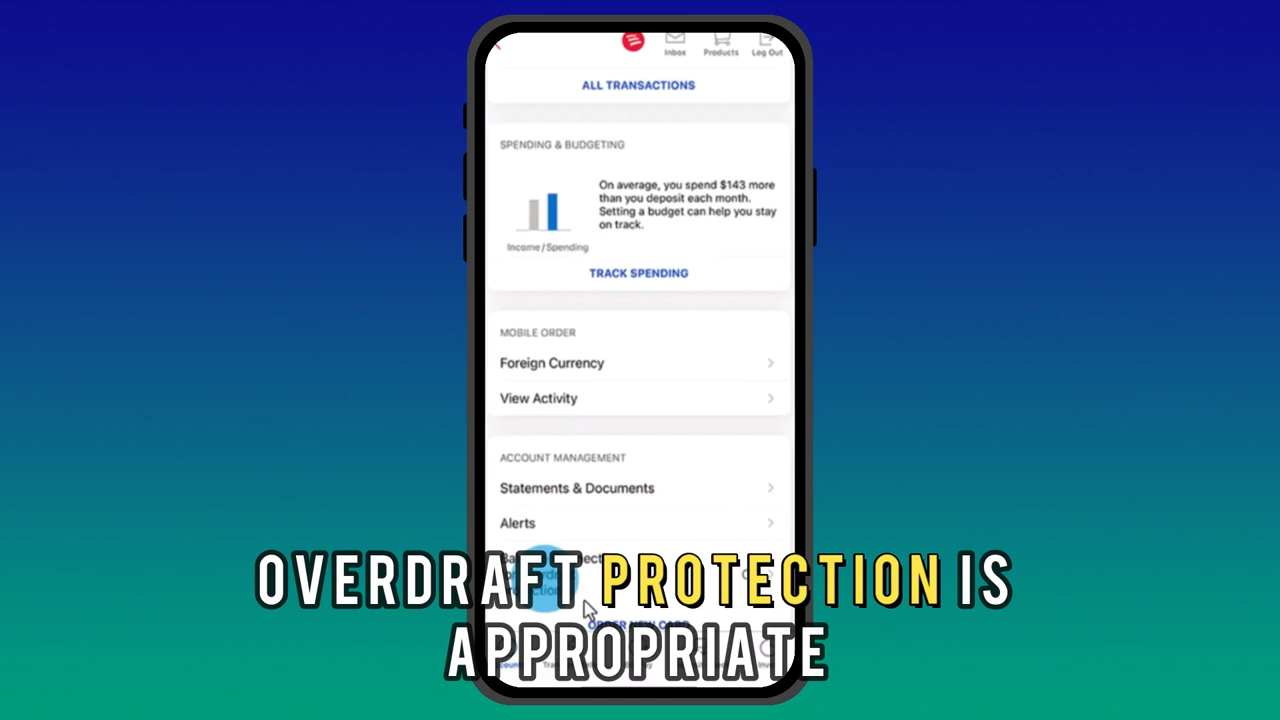 Inbox Products Log Out
ALL TRANSACTIONS
SPENDING & BUDGETING
On average, you spend $143 more
than you deposit each month.
Setting a budget can help you stay
on track.
Income / Spending
TRACK SPENDING
MOBILE ORDER
Foreign Currency
View Activity
ACCOUNT MANAGEMENT
Statements & Documents
Alerts
OVERDRAFT PROTECTION IS
APPROPRIATE